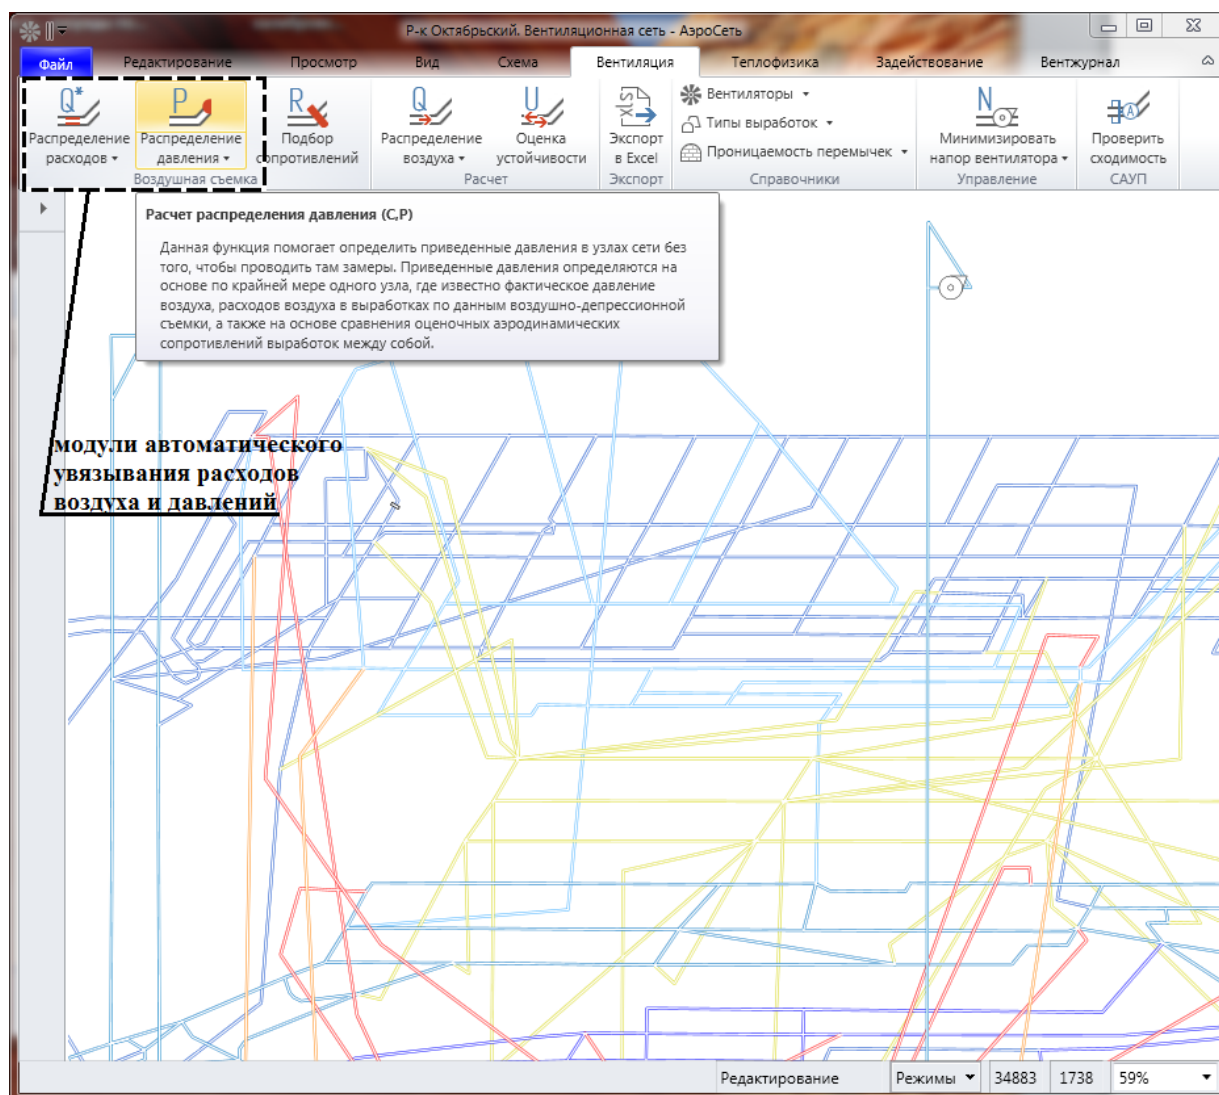 Р-к Октябрьский. Вентиляционная сеть - АэроСеть
Файл Редактирование Просмотр Вид Схема Вентиляция Теплофизика Задействование Вентжурнал
Распределение расходов
Распределение давления
Подбор сопротивлений
Воздушная съемка
Распределение воздуха
Оценка устойчивости
Расчет
Экспорт в Excel
Экспорт
Вентиляторы
Типы выработок
Проницаемость перемычек
Справочники
Минимизировать напор вентилятора
Управление
Проверить сходимость
САУП
Расчет распределения давления (C,P)
Данная функция помогает определить приведенные давления в узлах сети без
того, чтобы проводить там замеры. Приведенные давления определяются на
основе по крайней мере одного узла, где известно фактическое давление
воздуха, расходов воздуха в выработках по данным воздушно-депрессионной
съемки, а также на основе сравнения оценочных аэродинамических
сопротивлений выработок между собой.
модули автоматического
увязывания расходов
воздуха и давлений
Редактирование Режимы 34883 1738 59%